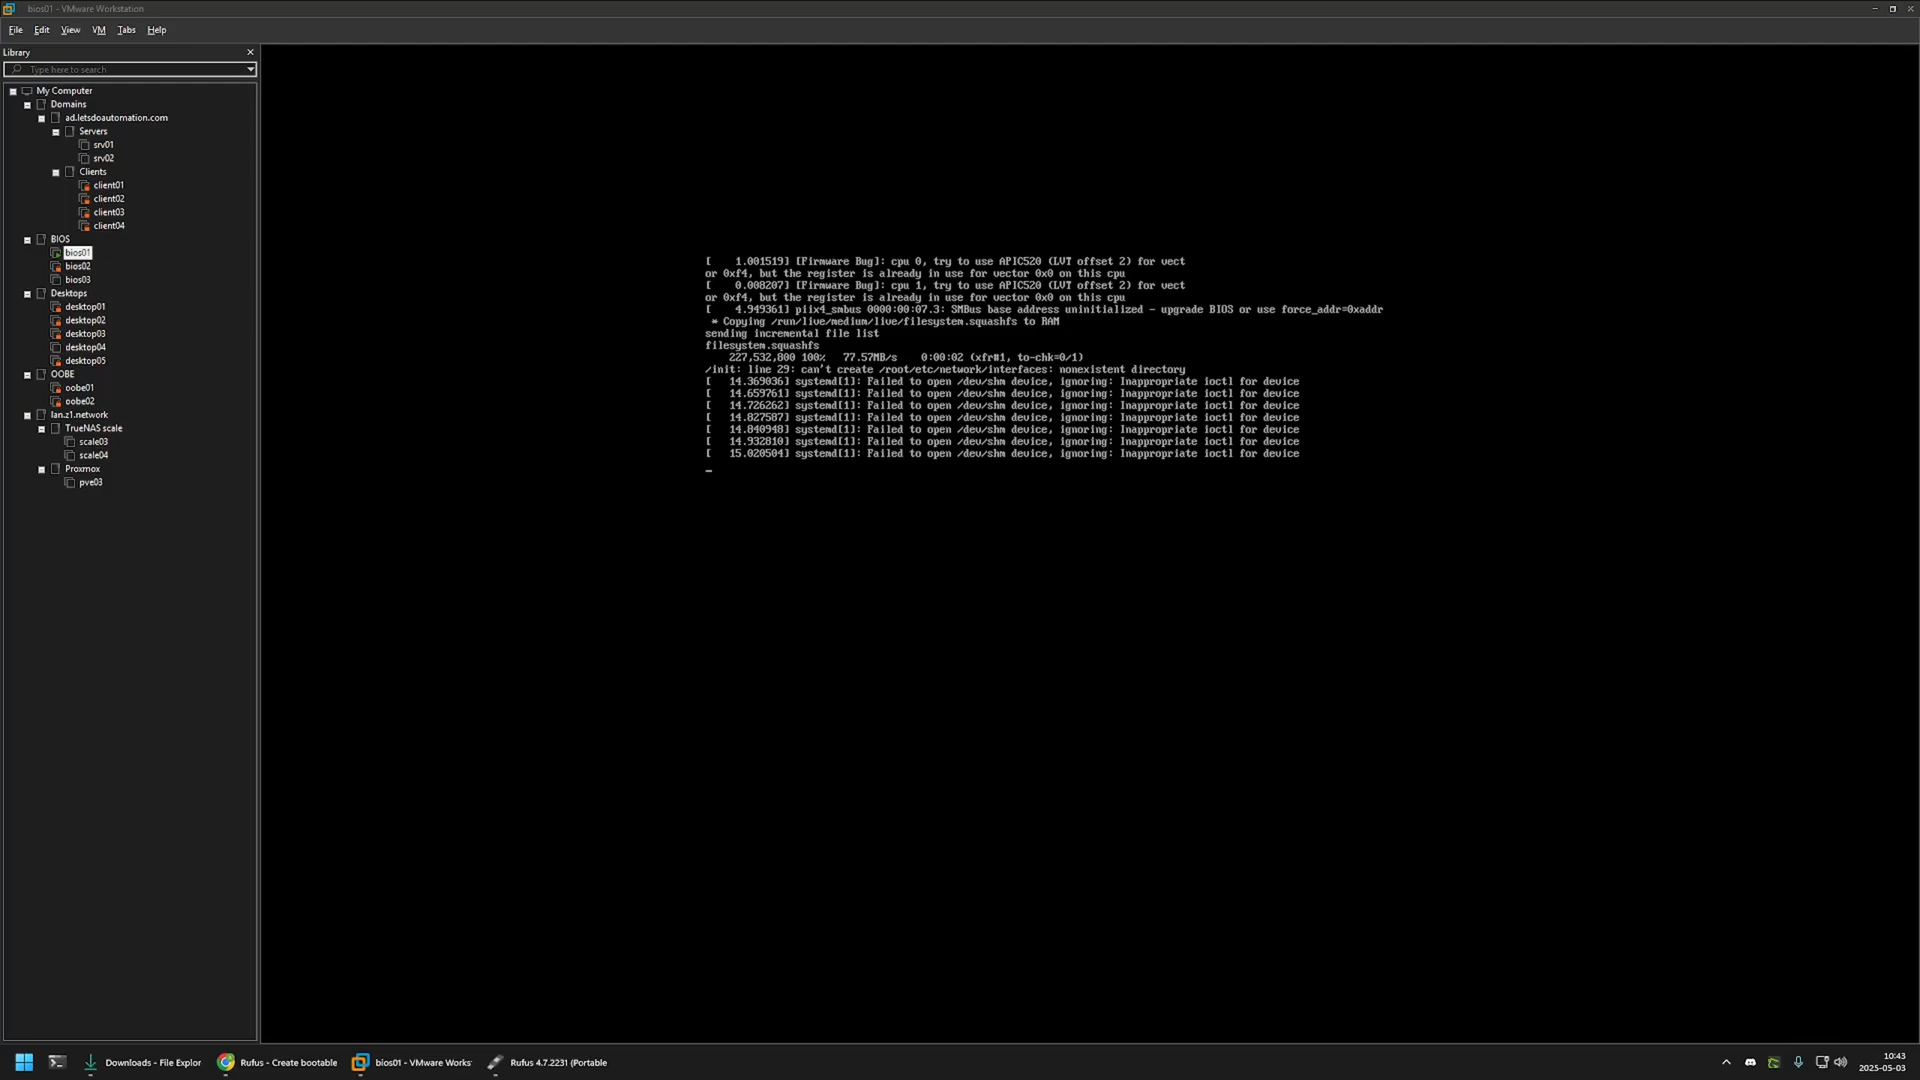 bios01 - VMware Workstation
File Edit View VM Tabs Help
Library
Type here to search
My Computer
Domains
ad.letsdoautomation.com
Servers
srv01
srv02
Clients
client01
client02
client03
client04
BIOS
bios01
bios02
bios03
Desktops
desktop01
desktop02
desktop03
desktop04
desktop05
OOBE
oobe01
oobe02
lan.z1.network
TrueNAS scale
scale03
scale04
Proxmox
pve03
[    1.001519] [Firmware Bug]: cpu 0, try to use APIC520 (LVT offset 2) for vect
or 0xf4, but the register is already in use for vector 0x0 on this cpu
[    0.008207] [Firmware Bug]: cpu 1, try to use APIC520 (LVT offset 2) for vect
or 0xf4, but the register is already in use for vector 0x0 on this cpu
[    4.949361] piix4_smbus 0000:00:07.3: SMBus base address uninitialized - upgrade BIOS or use force_addr=0xaddr
* Copying /run/live/medium/live/filesystem.squashfs to RAM
sending incremental file list
filesystem.squashfs
227,532,800 100%   77.57MB/s    0:00:02 (xfr#1, to-chk=0/1)
/init: line 29: can't create /root/etc/network/interfaces: nonexistent directory
[   14.369036] systemd[1]: Failed to open /dev/shm device, ignoring: Inappropriate ioctl for device
[   14.659761] systemd[1]: Failed to open /dev/shm device, ignoring: Inappropriate ioctl for device
[   14.726262] systemd[1]: Failed to open /dev/shm device, ignoring: Inappropriate ioctl for device
[   14.827587] systemd[1]: Failed to open /dev/shm device, ignoring: Inappropriate ioctl for device
[   14.840948] systemd[1]: Failed to open /dev/shm device, ignoring: Inappropriate ioctl for device
[   14.932810] systemd[1]: Failed to open /dev/shm device, ignoring: Inappropriate ioctl for device
[   15.020504] systemd[1]: Failed to open /dev/shm device, ignoring: Inappropriate ioctl for device
_
Downloads - File Explor
Rufus - Create bootable
bios01 - VMware Works
Rufus 4.7.2231 (Portable
10:43
2025-05-03